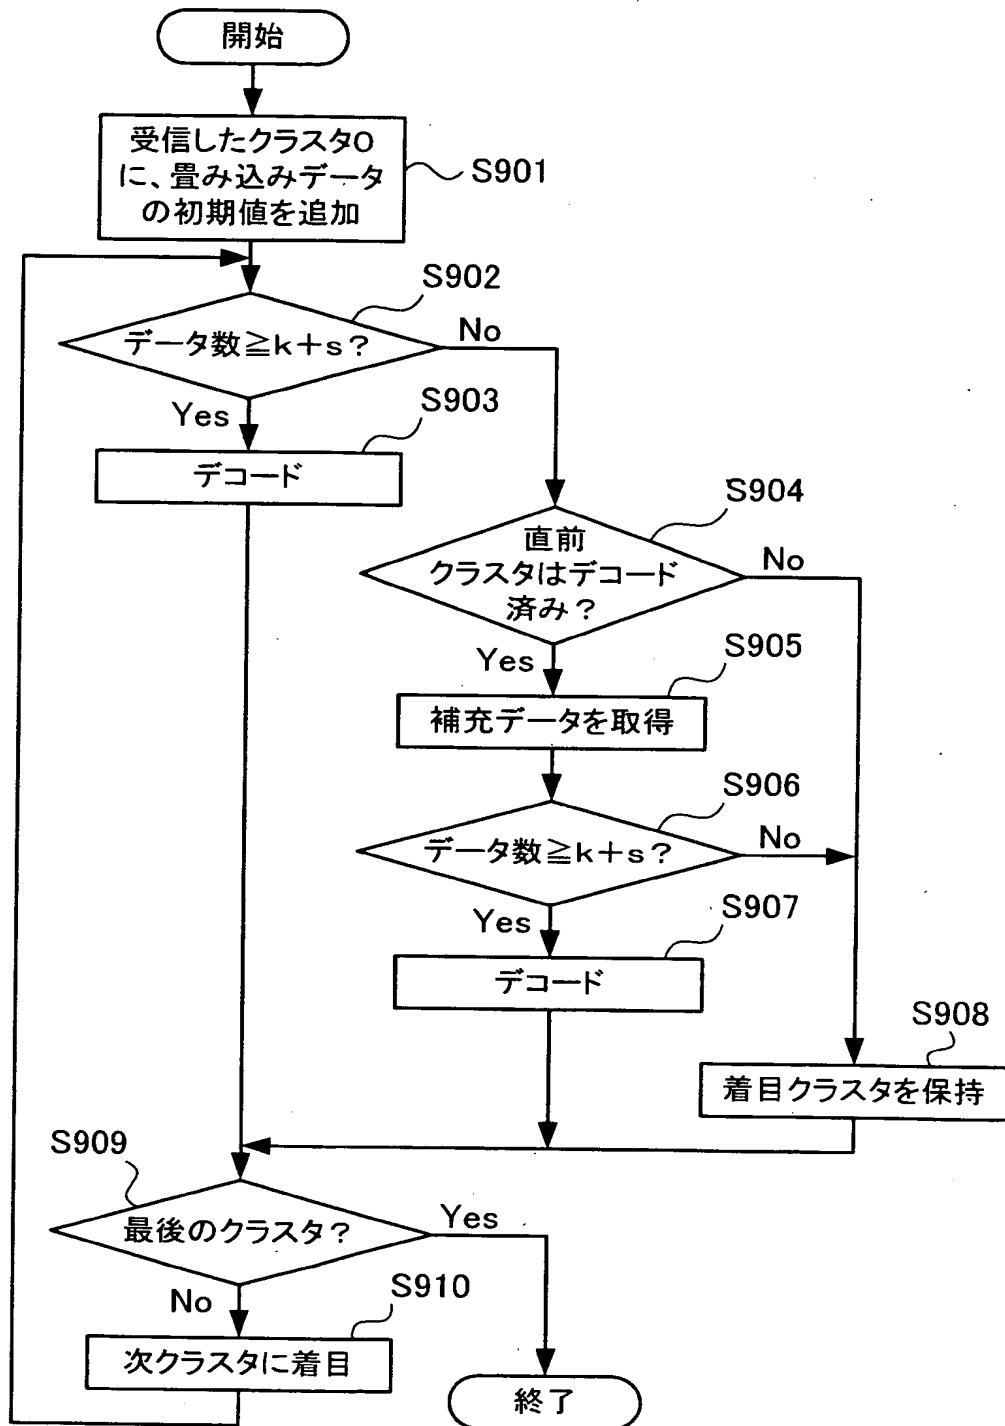 開始
受信したクラスタ0
に、畳み込みデータ
の初期値を追加
S901
S902
データ数≧k+s?
No
Yes
S903
デコード
S904
直前
クラスタはデコード
済み?
No
Yes
S905
補充データを取得
S906
データ数≧k+s?
No
Yes
S907
デコード
S908
着目クラスタを保持
S909
最後のクラスタ?
Yes
No
S910
次クラスタに着目
終了